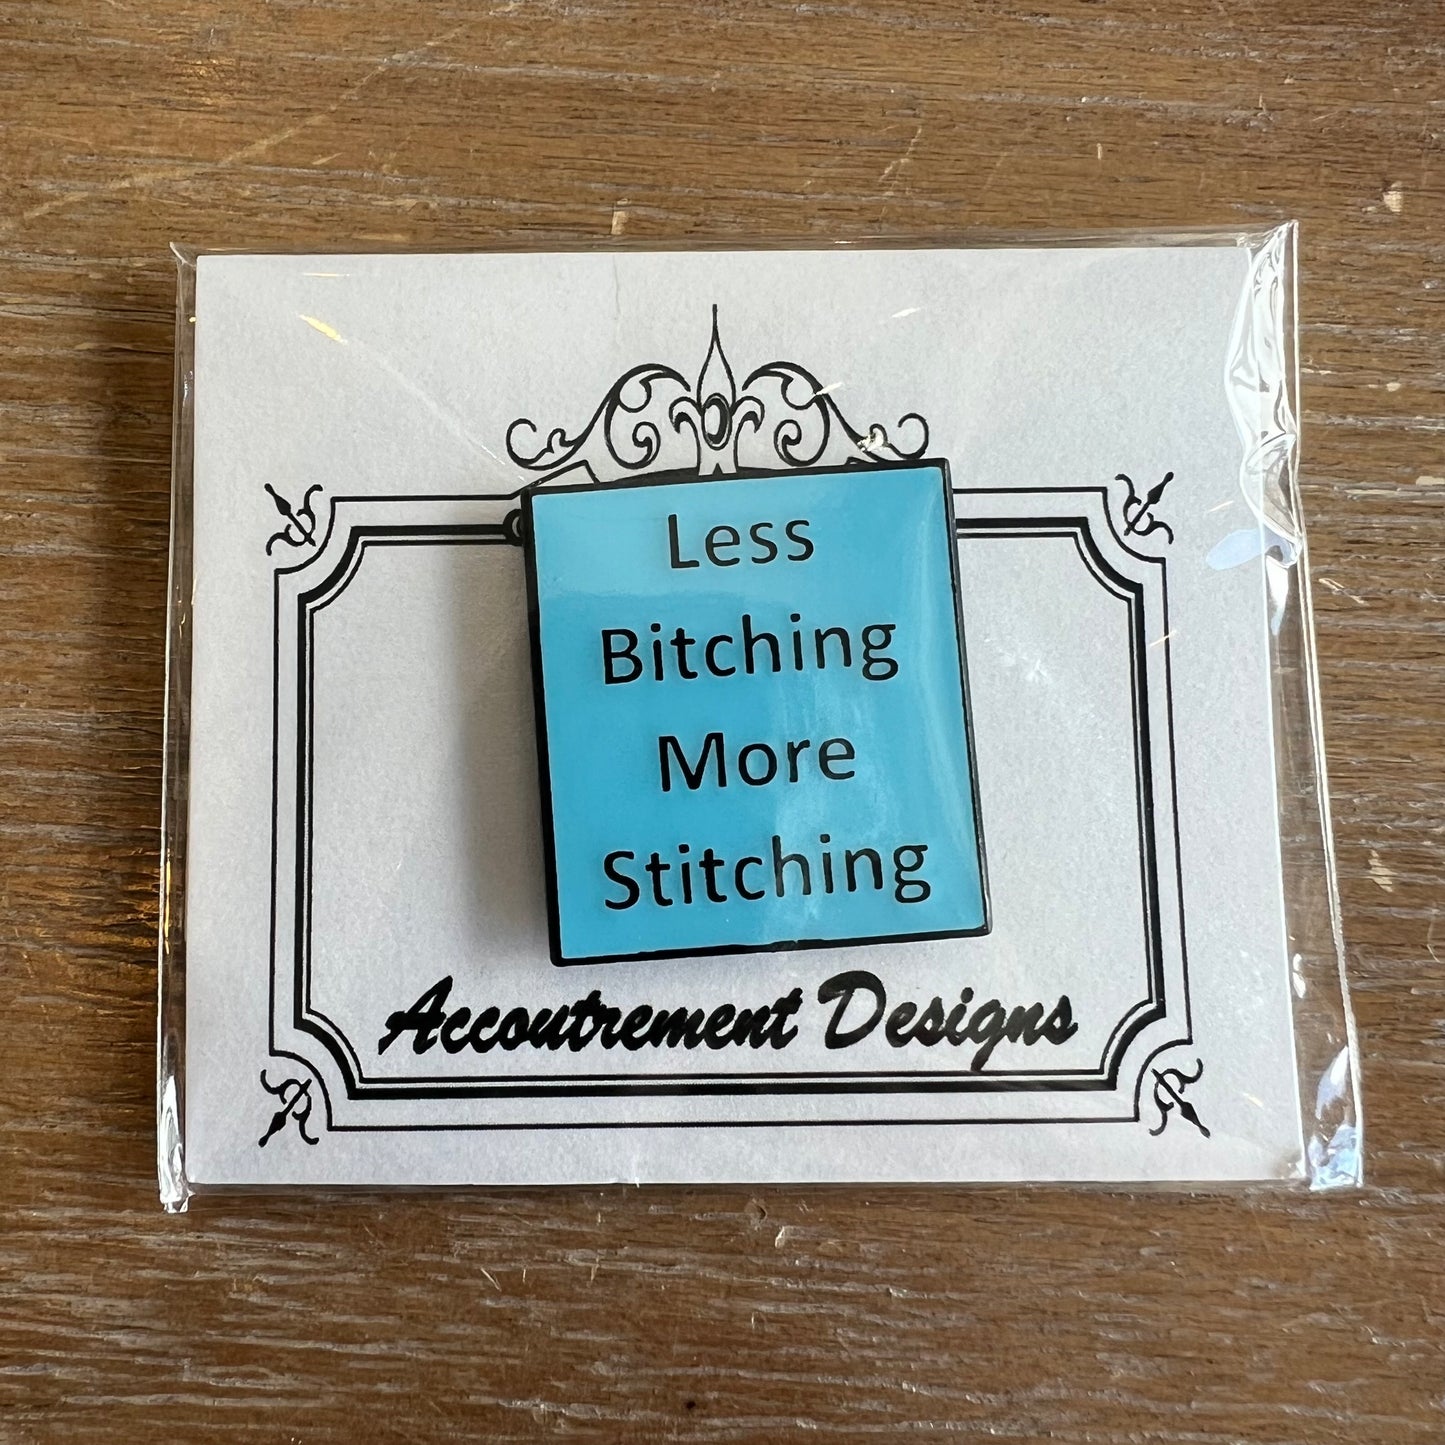 Less
Bitching
More
Stitching
Accoutrement Designs